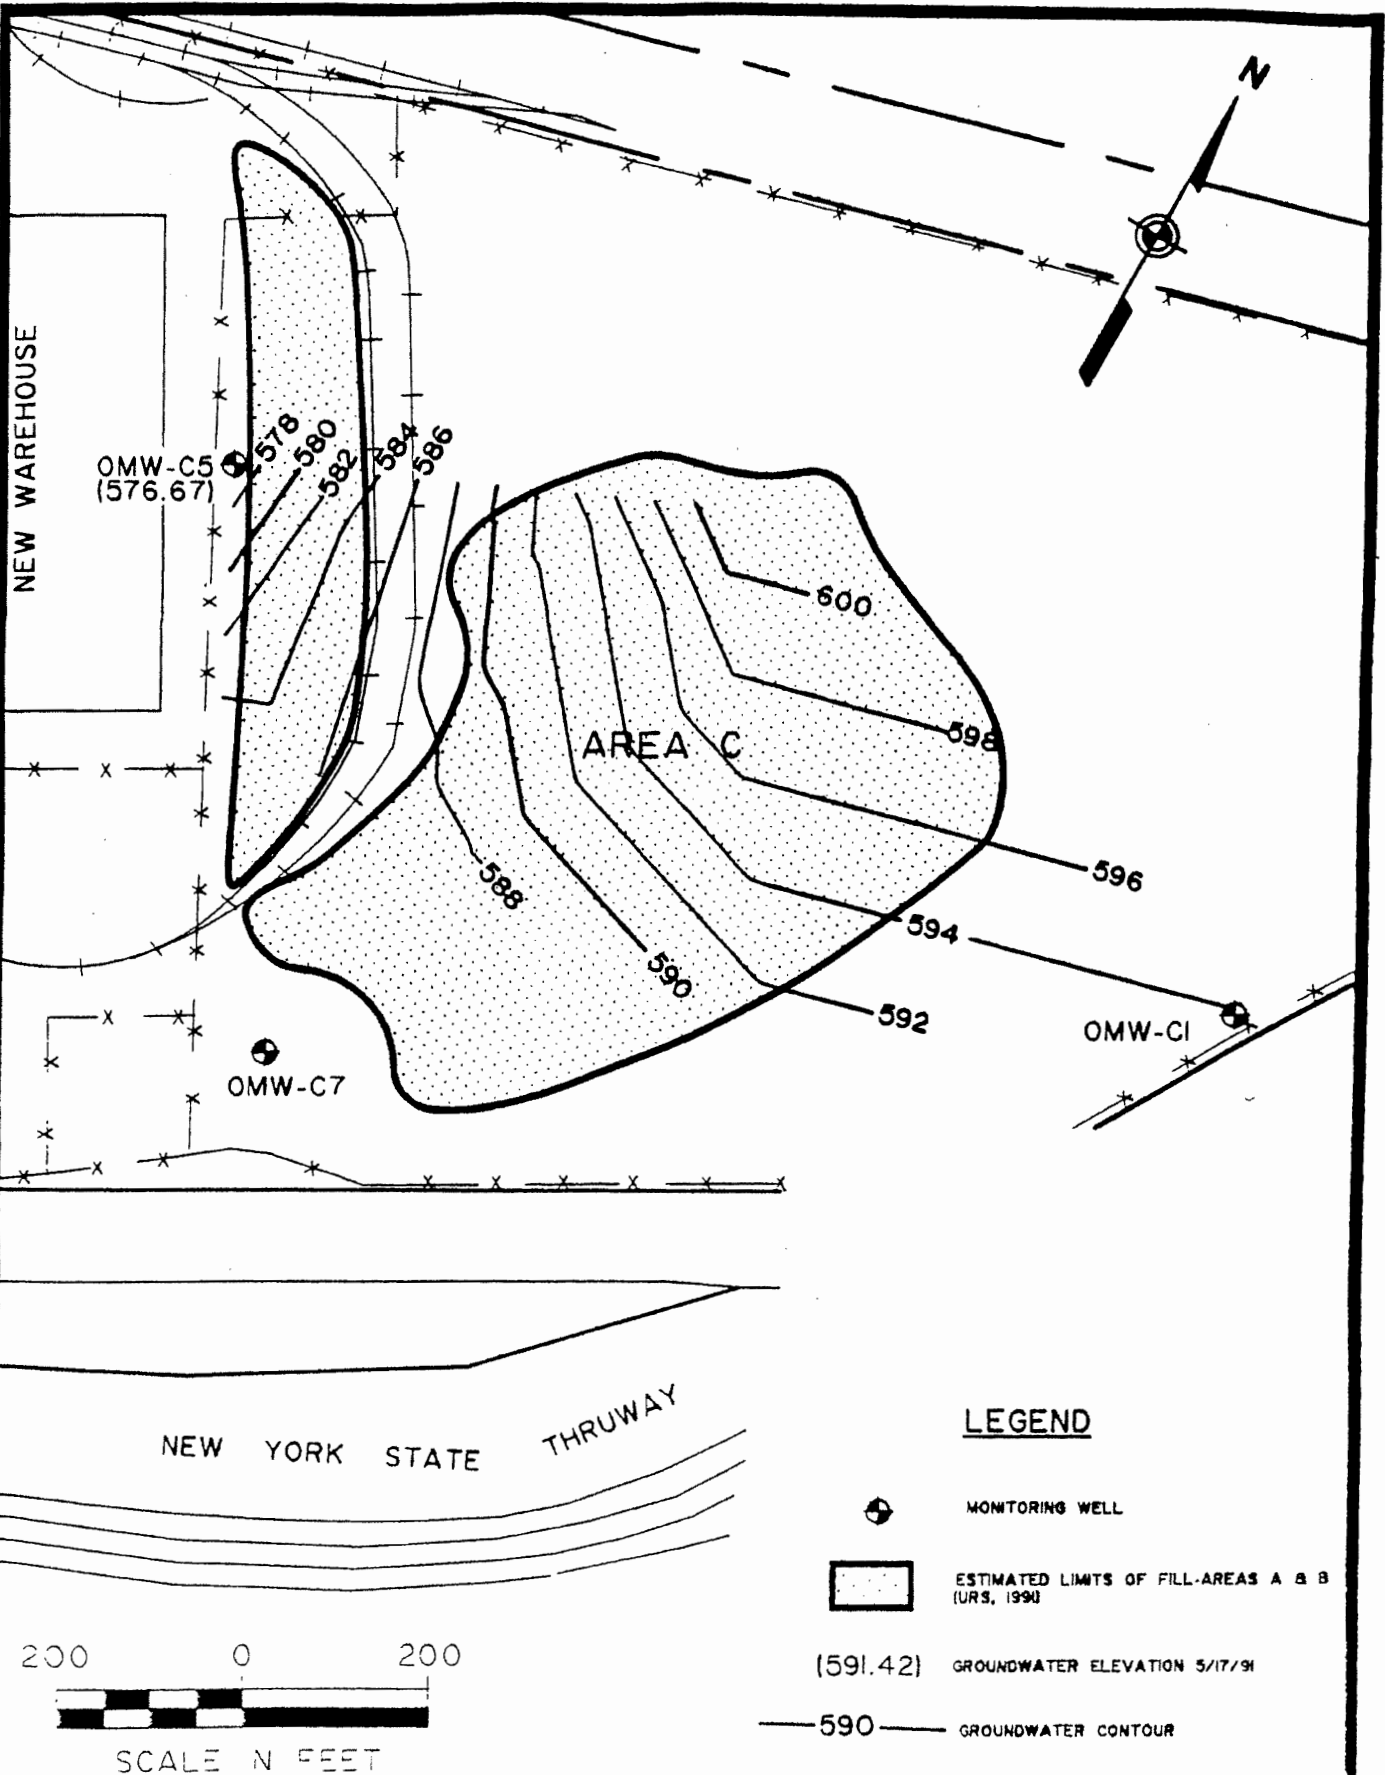 N
NEW WAREHOUSE
OMW-C5
(576.67)
578
580
582
584
586
600
598
AREA C
596
588
594
590
592
OMW-C1
OMW-C7
NEW YORK STATE THRUWAY
LEGEND
MONITORING WELL
ESTIMATED LIMITS OF FILL-AREAS A & B
(URS, 1991)
(591.42) GROUNDWATER ELEVATION 5/17/91
590 GROUNDWATER CONTOUR
200 0 200
SCALE N FEET